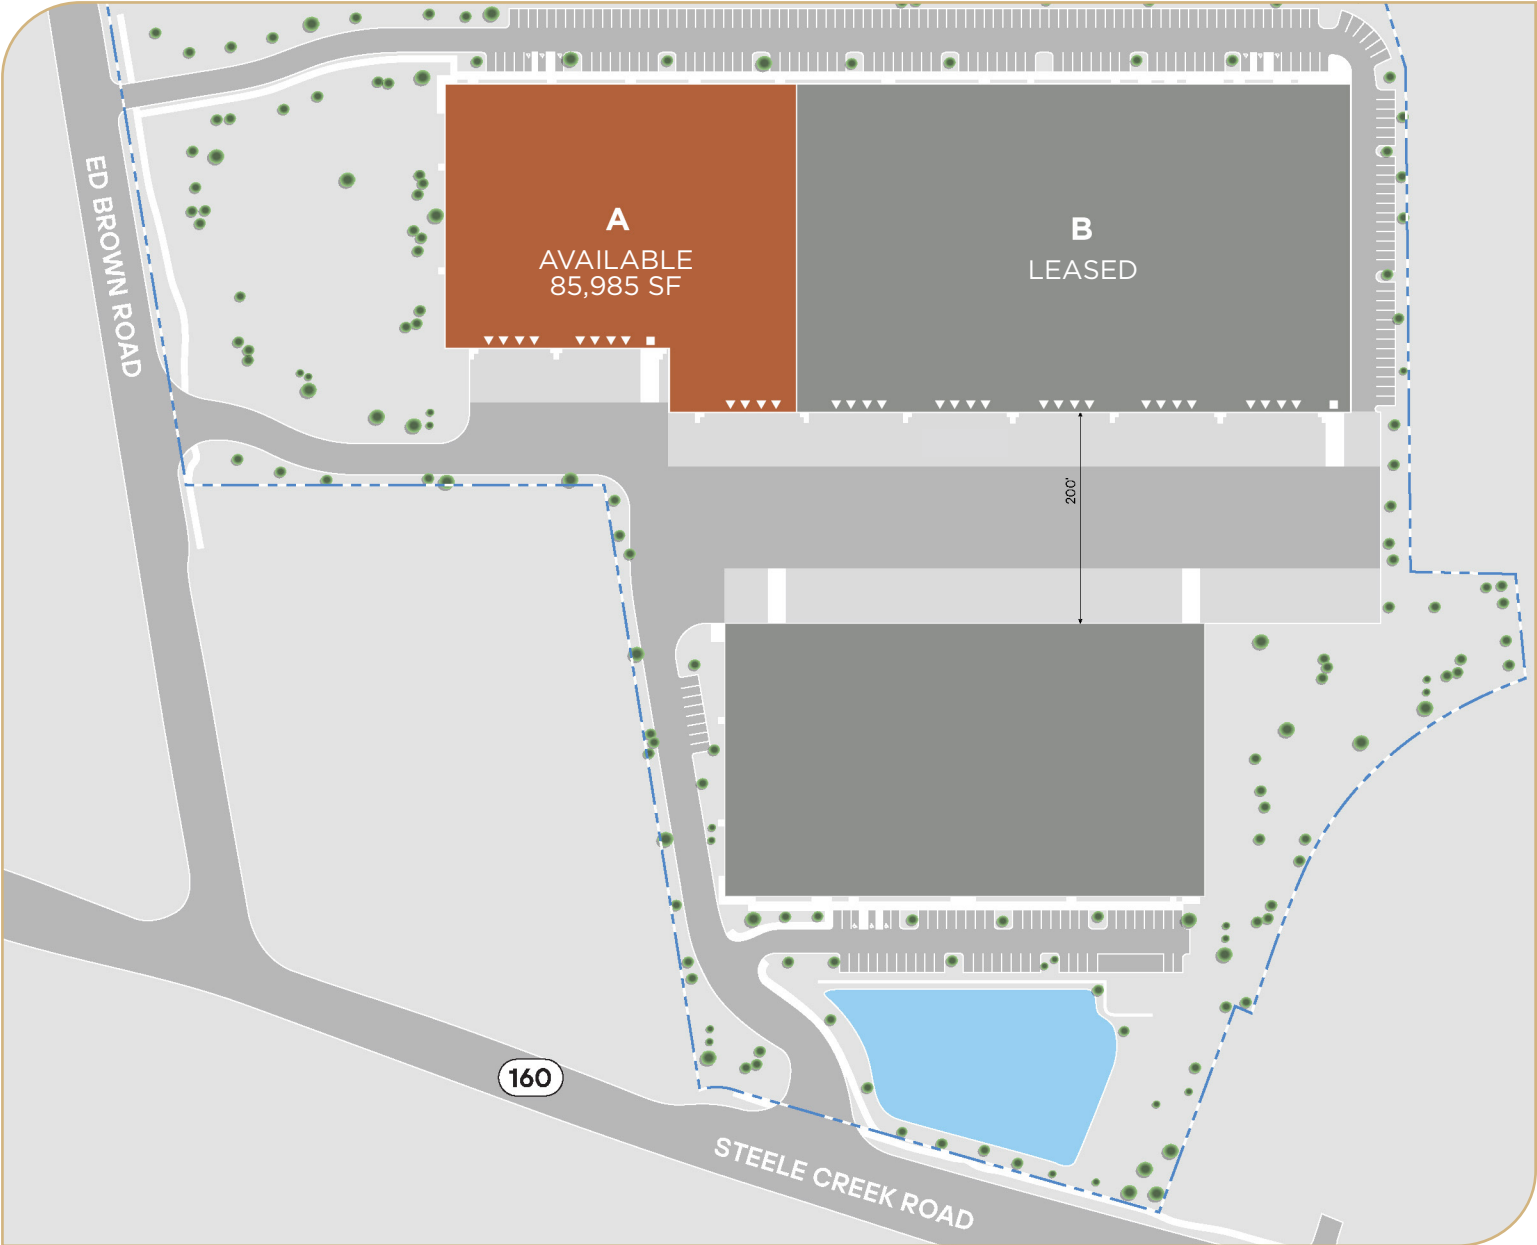 ED BROWN ROAD
A
AVAILABLE
85,985 SF
B
LEASED
200'
160
STEELE CREEK ROAD